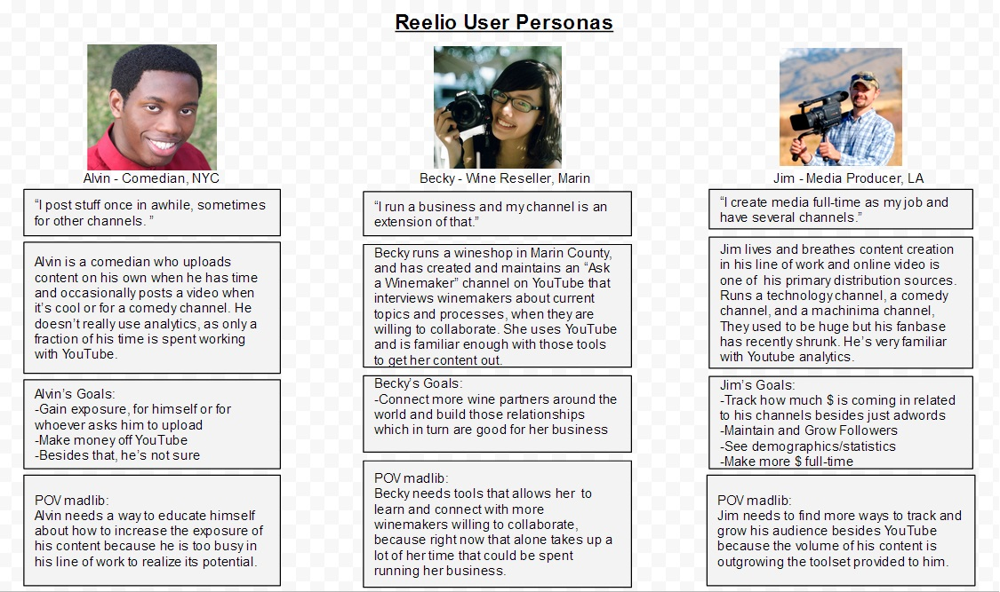 Reelio User Personas
Alvin - Comedian, NYC
“I post stuff once in awhile, sometimes
for other channels. ”
Alvin is a comedian who uploads
content on his own when he has time
and occasionally posts a video when
it’s cool or for a comedy channel. He
doesn’t really use analytics, as only a
fraction of his time is spent working
with YouTube.
Alvin’s Goals:
-Gain exposure, for himself or for
whoever asks him to upload
-Make money off YouTube
-Besides that, he’s not sure
POV madlib:
Alvin needs a way to educate himself
about how to increase the exposure of
his content because he is too busy in
his line of work to realize its potential.
Becky - Wine Reseller, Marin
“I run a business and my channel is an
extension of that.”
Becky runs a wineshop in Marin County,
and has created and maintains an “Ask
a Winemaker” channel on YouTube that
interviews winemakers about current
topics and processes, when they are
willing to collaborate. She uses YouTube
and is familiar enough with those tools
to get her content out.
Becky’s Goals:
-Connect more wine partners around the
world and build those relationships
which in turn are good for her business
POV madlib:
Becky needs tools that allows her to
learn and connect with more
winemakers willing to collaborate,
because right now that alone takes up a
lot of her time that could be spent
running her business.
Jim - Media Producer, LA
“I create media full-time as my job and
have several channels.”
Jim lives and breathes content creation
in his line of work and online video is
one of his primary distribution sources.
Runs a technology channel, a comedy
channel, and a machinima channel,
They used to be huge but his fanbase
has recently shrunk. He’s very familiar
with Youtube analytics.
Jim’s Goals:
-Track how much $ is coming in related
to his channels besides just adwords
-Maintain and Grow Followers
-See demographics/statistics
-Make more $ full-time
POV madlib:
Jim needs to find more ways to track and
grow his audience besides YouTube
because the volume of his content is
outgrowing the toolset provided to him.